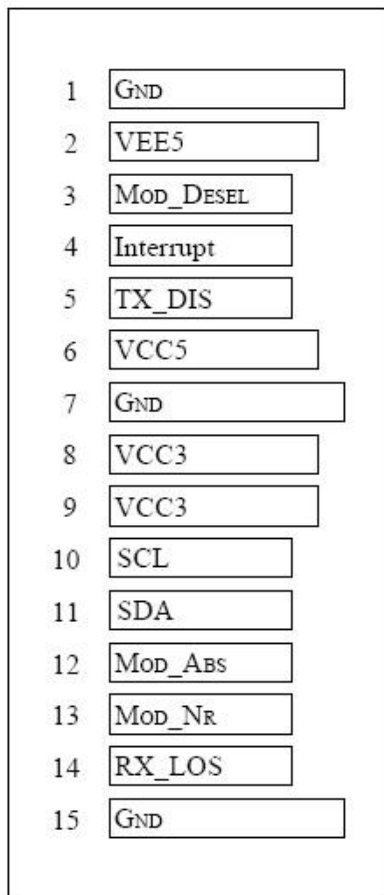 1 GND
2 VEE5
3 MOD_DESEL
4 Interrupt
5 TX_DIS
6 VCC5
7 GND
8 VCC3
9 VCC3
10 SCL
11 SDA
12 MOD_ABS
13 MOD_NR
14 RX_LOS
15 GND